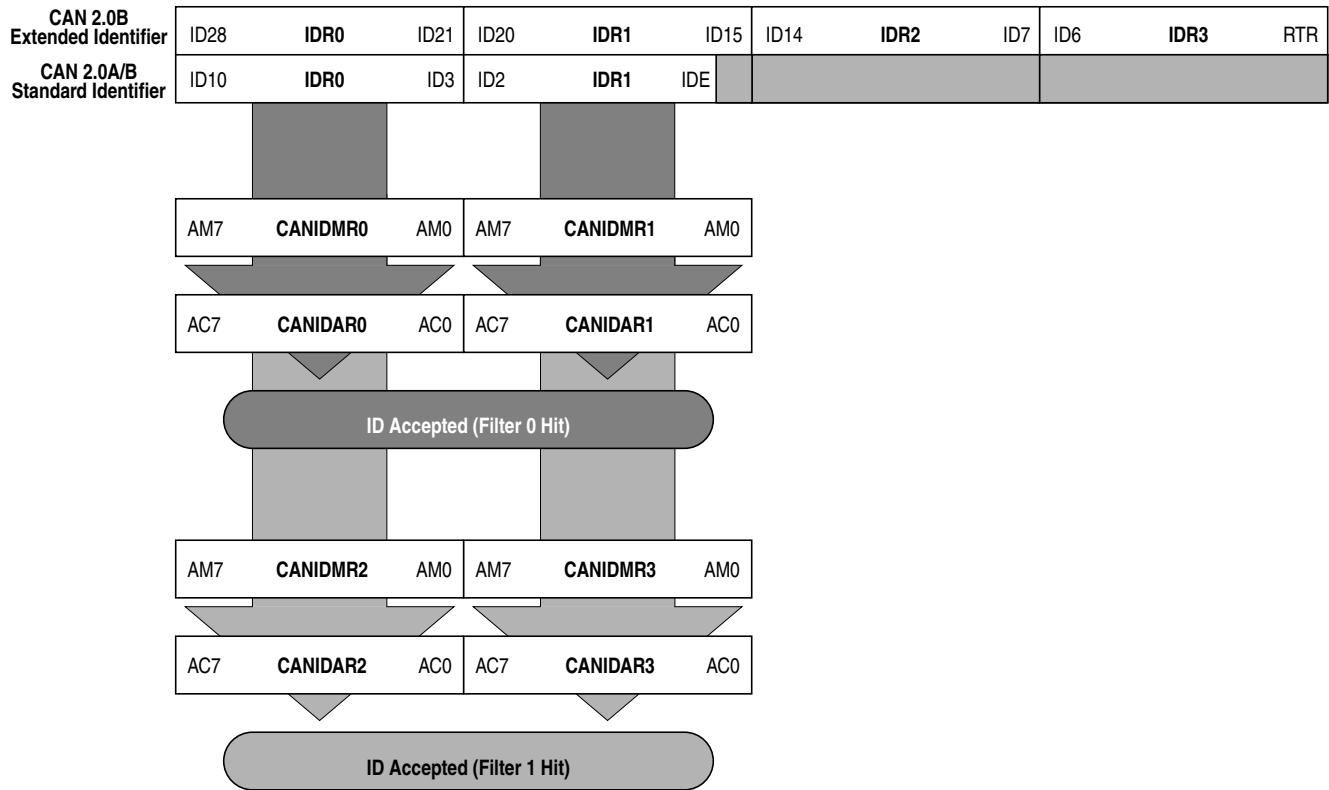 CAN 2.0B
Extended Identifier
ID28 IDR0 ID21 ID20 IDR1 ID15 ID14 IDR2 ID7 ID6 IDR3 RTR
CAN 2.0A/B
Standard Identifier
ID10 IDR0 ID3 ID2 IDR1 IDE
AM7 CANIDMR0 AM0 AM7 CANIDMR1 AM0
AC7 CANIDAR0 AC0 AC7 CANIDAR1 AC0
ID Accepted (Filter 0 Hit)
AM7 CANIDMR2 AM0 AM7 CANIDMR3 AM0
AC7 CANIDAR2 AC0 AC7 CANIDAR3 AC0
ID Accepted (Filter 1 Hit)